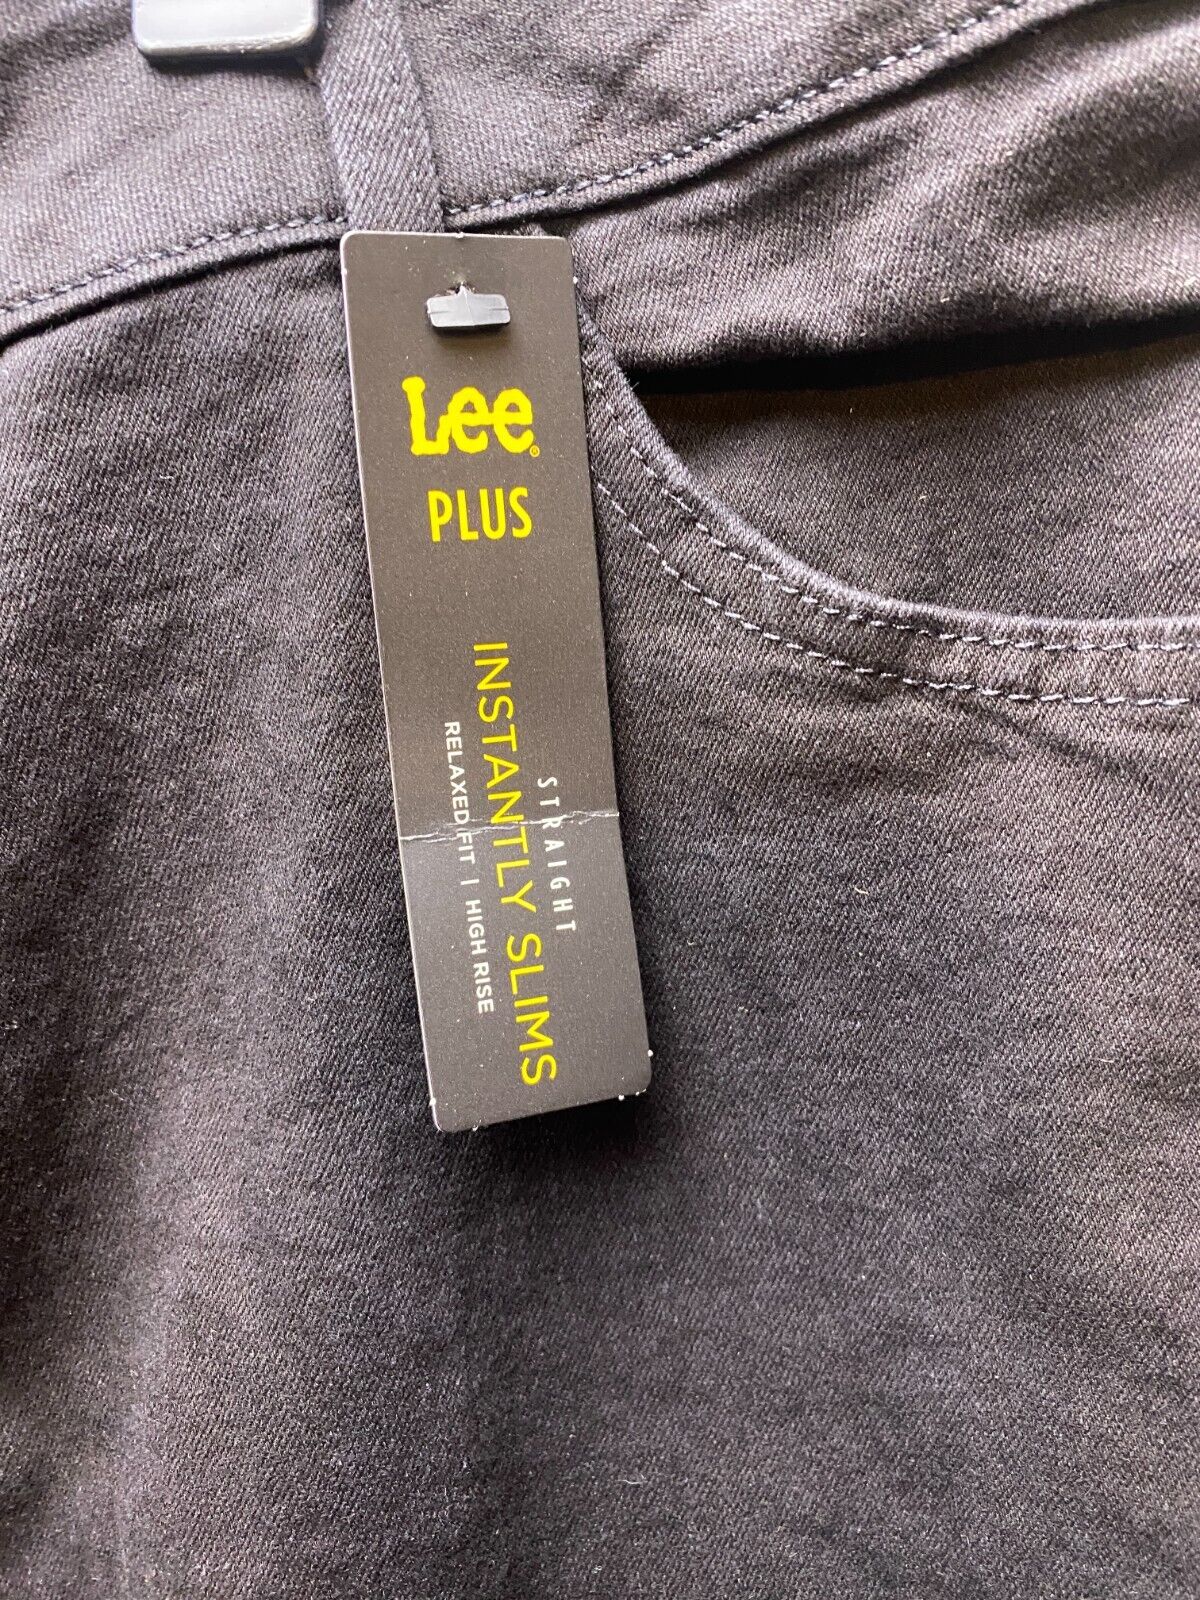 Lee®
PLUS
STRAIGHT
INSTANTLY SLIMS
RELAXED FIT | HIGH RISE